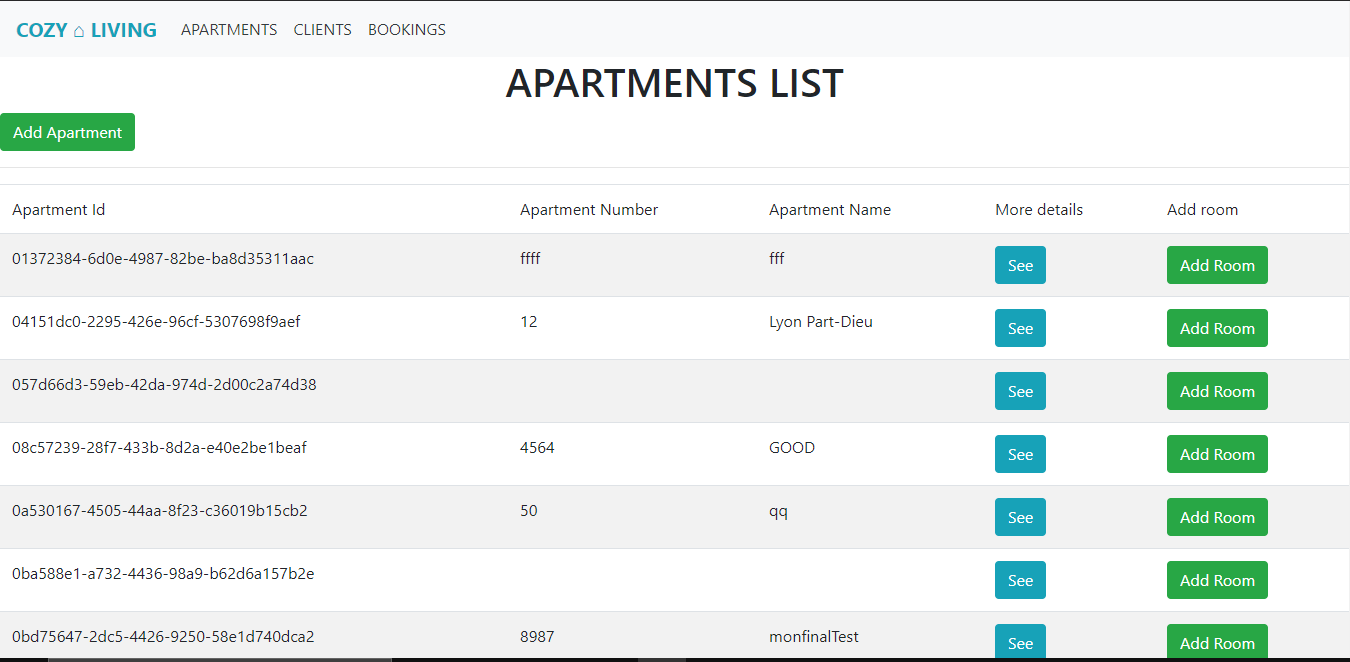 COZY ⌂ LIVING APARTMENTS CLIENTS BOOKINGS
APARTMENTS LIST
Add Apartment
Apartment Id Apartment Number Apartment Name More details Add room
01372384-6d0e-4987-82be-ba8d35311aac ffff fff See Add Room
04151dc0-2295-426e-96cf-5307698f9aef 12 Lyon Part-Dieu See Add Room
057d66d3-59eb-42da-974d-2d00c2a74d38 See Add Room
08c57239-28f7-433b-8d2a-e40e2be1beaf 4564 GOOD See Add Room
0a530167-4505-44aa-8f23-c36019b15cb2 50 qq See Add Room
0ba588e1-a732-4436-98a9-b62d6a157b2e See Add Room
0bd75647-2dc5-4426-9250-58e1d740dca2 8987 monfinalTest See Add Room